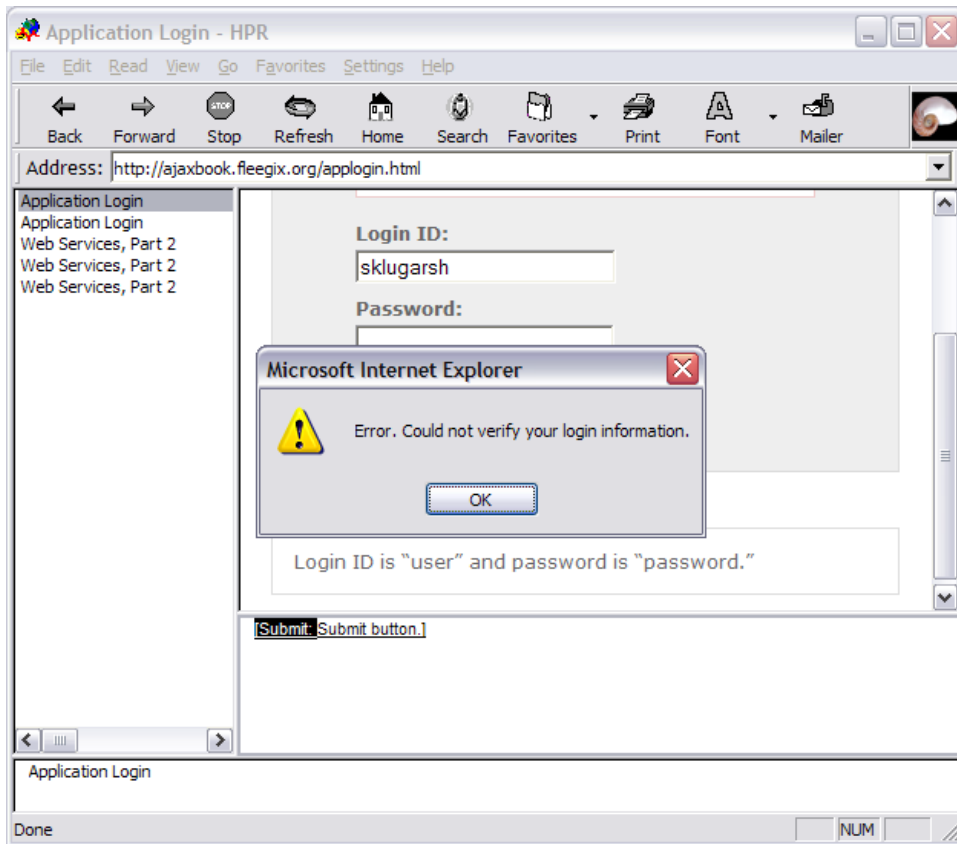 Application Login - HPR
File Edit Read View Go Favorites Settings Help
STOP
Back Forward Stop Refresh Home Search Favorites Print Font Mailer
Address: http://ajaxbook.fleegix.org/applogin.html
Application Login
Application Login
Web Services, Part 2
Web Services, Part 2
Web Services, Part 2
Login ID:
sklugarsh
Password:
Microsoft Internet Explorer
Error. Could not verify your login information.
OK
Login ID is “user” and password is “password.”
[Submit: Submit button.]
Application Login
Done NUM